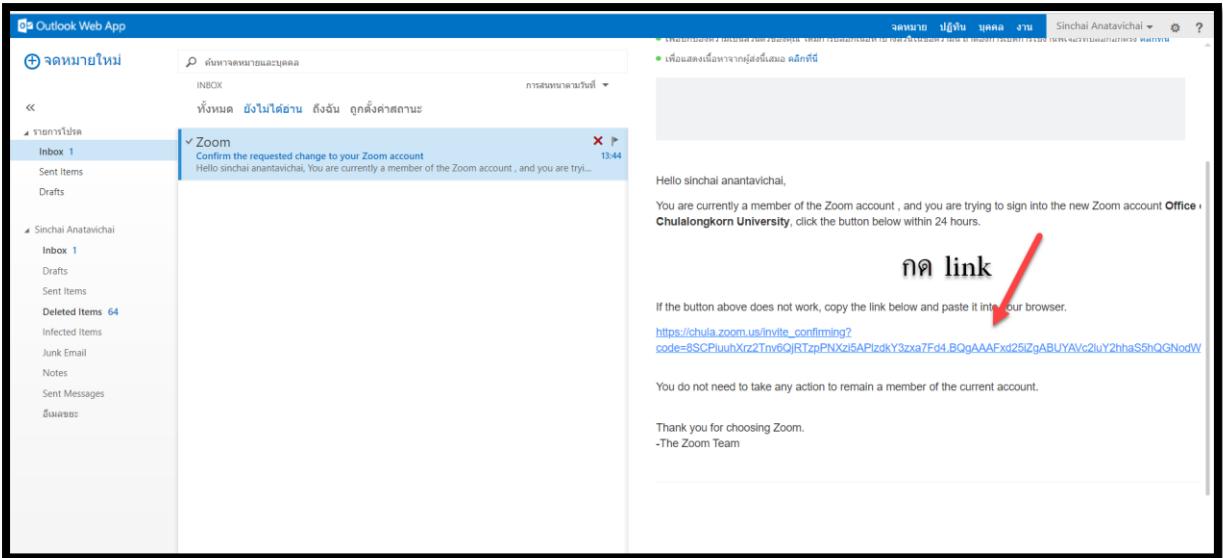 Outlook Web App
จดหมาย ปฏิทิน บุคคล งาน
Sinchai Anatavichai
?
จดหมายใหม่
ค้นหาจดหมายและบุคคล
INBOX
การสนทนาตามวันที่
ทั้งหมด ยังไม่ได้อ่าน ถึงฉัน ถูกตั้งค่าสถานะ
รายการโปรด
Inbox 1
Sent Items
Drafts
Sinchai Anatavichai
Inbox 1
Drafts
Sent Items
Deleted Items 64
Infected Items
Junk Email
Notes
Sent Messages
อีเมลขยะ
Zoom
Confirm the requested change to your Zoom account 13:44
Hello sinchai anantavichai, You are currently a member of the Zoom account , and you are tryi...
คลิกที่นี่
เพื่อแสดงเนื้อหาจากผู้ส่งนี้เสมอ คลิกที่นี่
Hello sinchai anantavichai,
You are currently a member of the Zoom account , and you are trying to sign into the new Zoom account Office
Chulalongkorn University, click the button below within 24 hours.
กด link
If the button above does not work, copy the link below and paste it into your browser.
https://chula.zoom.us/invite_confirming?
code=8SCPiuuhXrz2Tnv6QjRTzpPNXzi5APlzdkY3zxa7Fd4.BQgAAAFxd25iZgABUYAVc2luY2hhaS5hQGNodW
You do not need to take any action to remain a member of the current account.
Thank you for choosing Zoom.
-The Zoom Team